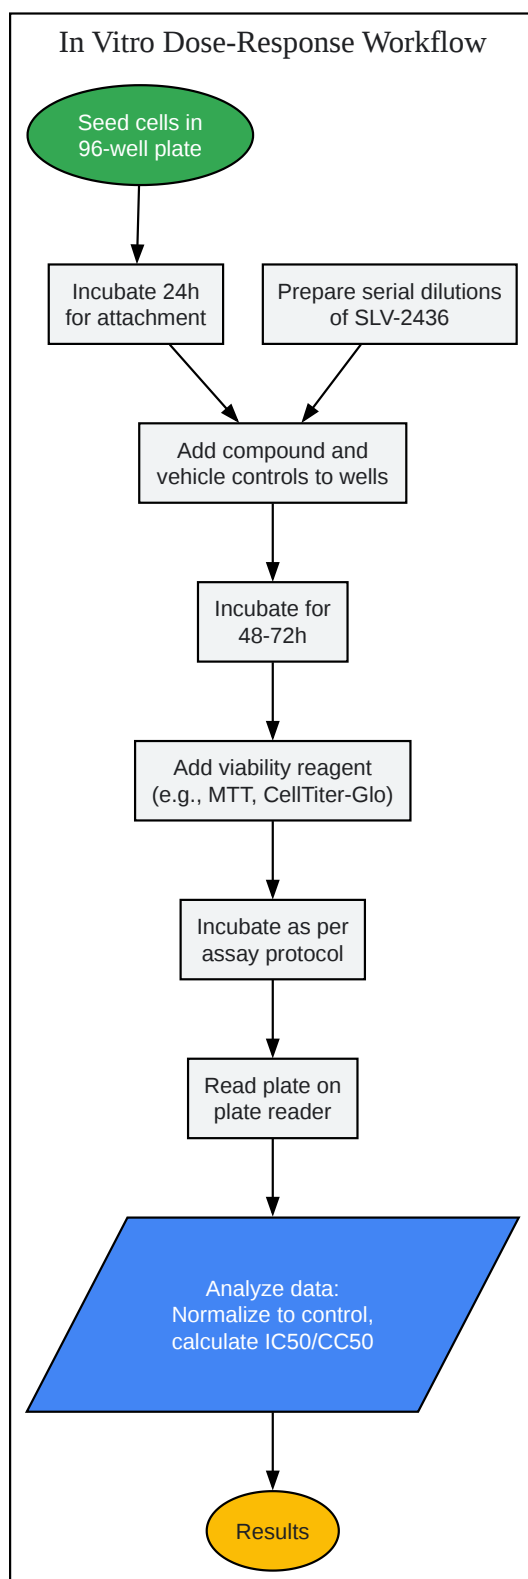 In Vitro Dose-Response Workflow
Seed cells in
96-well plate
Incubate 24h
for attachment
Prepare serial dilutions
of SLV-2436
Add compound and
vehicle controls to wells
Incubate for
48-72h
Add viability reagent
(e.g., MTT, CellTiter-Glo)
Incubate as per
assay protocol
Read plate on
plate reader
Analyze data:
Normalize to control,
calculate IC50/CC50
Results